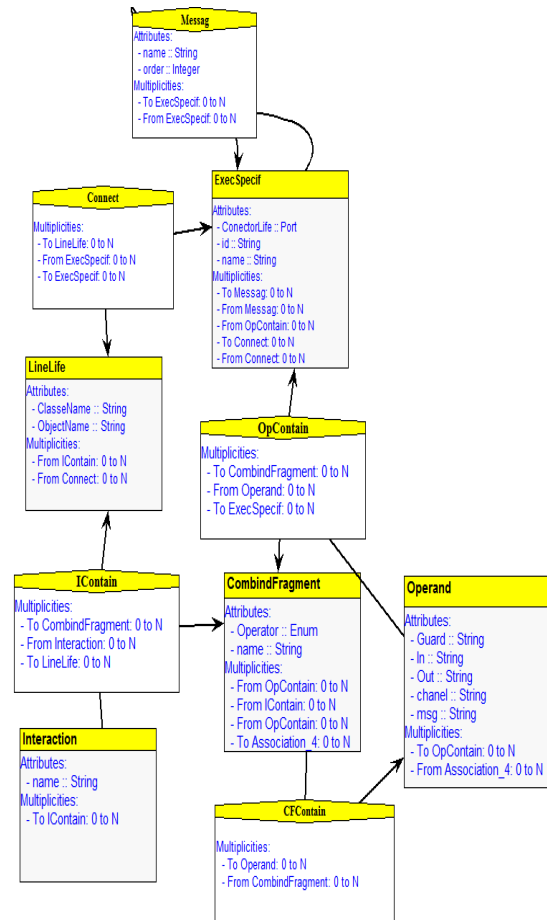 Messag
Attributes:
- name :: String
- order :: Integer
Multiplicities:
- To ExecSpecif: 0 to N
- From ExecSpecif: 0 to N
ExecSpecif
Attributes:
- ConectorLife :: Port
- id :: String
- name :: String
Multiplicities:
- To Messag: 0 to N
- From Messag: 0 to N
- From OpContain: 0 to N
- To Connect: 0 to N
- From Connect: 0 to N
Connect
Multiplicities:
- To LineLife: 0 to N
- From ExecSpecif: 0 to N
- To ExecSpecif: 0 to N
LineLife
Attributes:
- ClasseName :: String
- ObjectName :: String
Multiplicities:
- From IContain: 0 to N
- From Connect: 0 to N
OpContain
Multiplicities:
- To CombindFragment: 0 to N
- From Operand: 0 to N
- To ExecSpecif: 0 to N
IContain
Multiplicities:
- To CombindFragment: 0 to N
- From Interaction: 0 to N
- To LineLife: 0 to N
CombindFragment
Attributes:
- Operator :: Enum
- name :: String
Multiplicities:
- From OpContain: 0 to N
- From IContain: 0 to N
- From OpContain: 0 to N
- To Association_4: 0 to N
Operand
Attributes:
- Guard :: String
- In :: String
- Out :: String
- chanel :: String
- msg :: String
Multiplicities:
- To OpContain: 0 to N
- From Association_4: 0 to N
Interaction
Attributes:
- name :: String
Multiplicities:
- To IContain: 0 to N
CFContain
Multiplicities:
- To Operand: 0 to N
- From CombindFragment: 0 to N